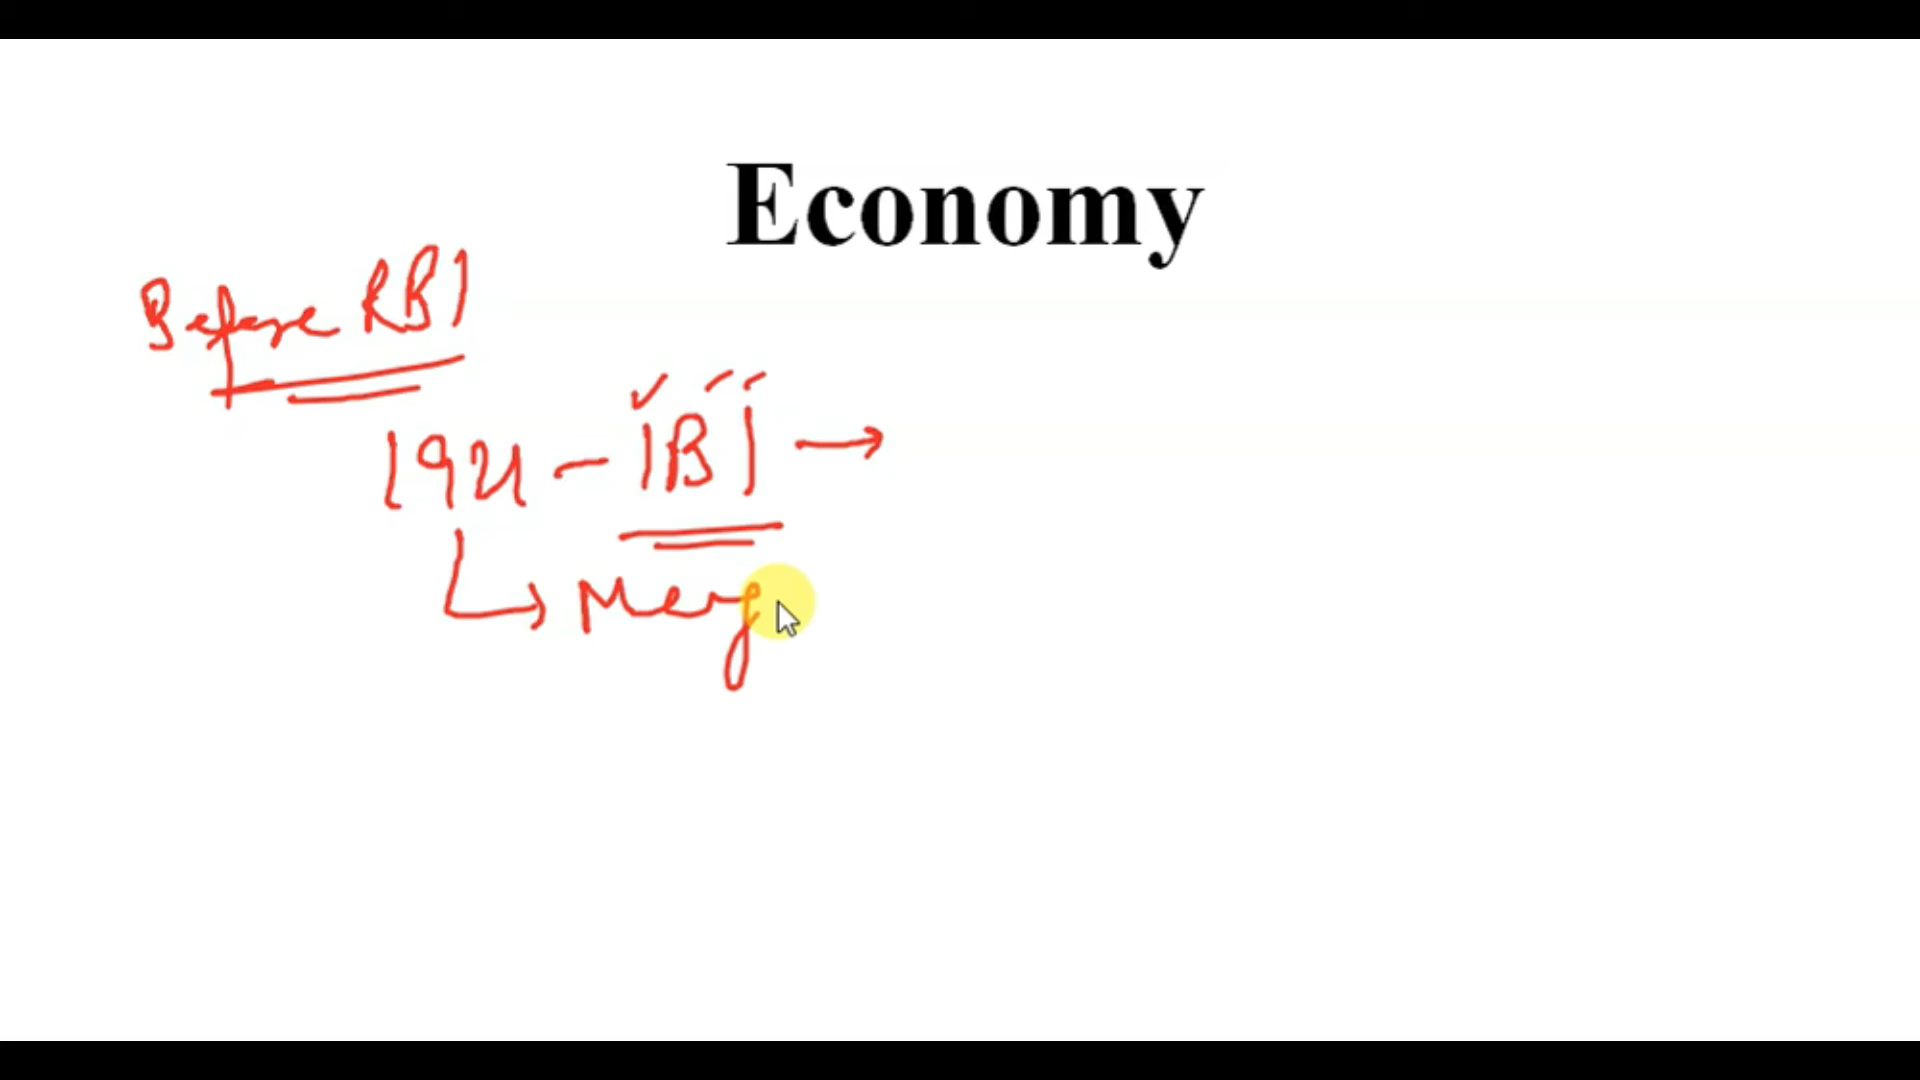 Economy
Before RBI
1921 - IBI →
Merg